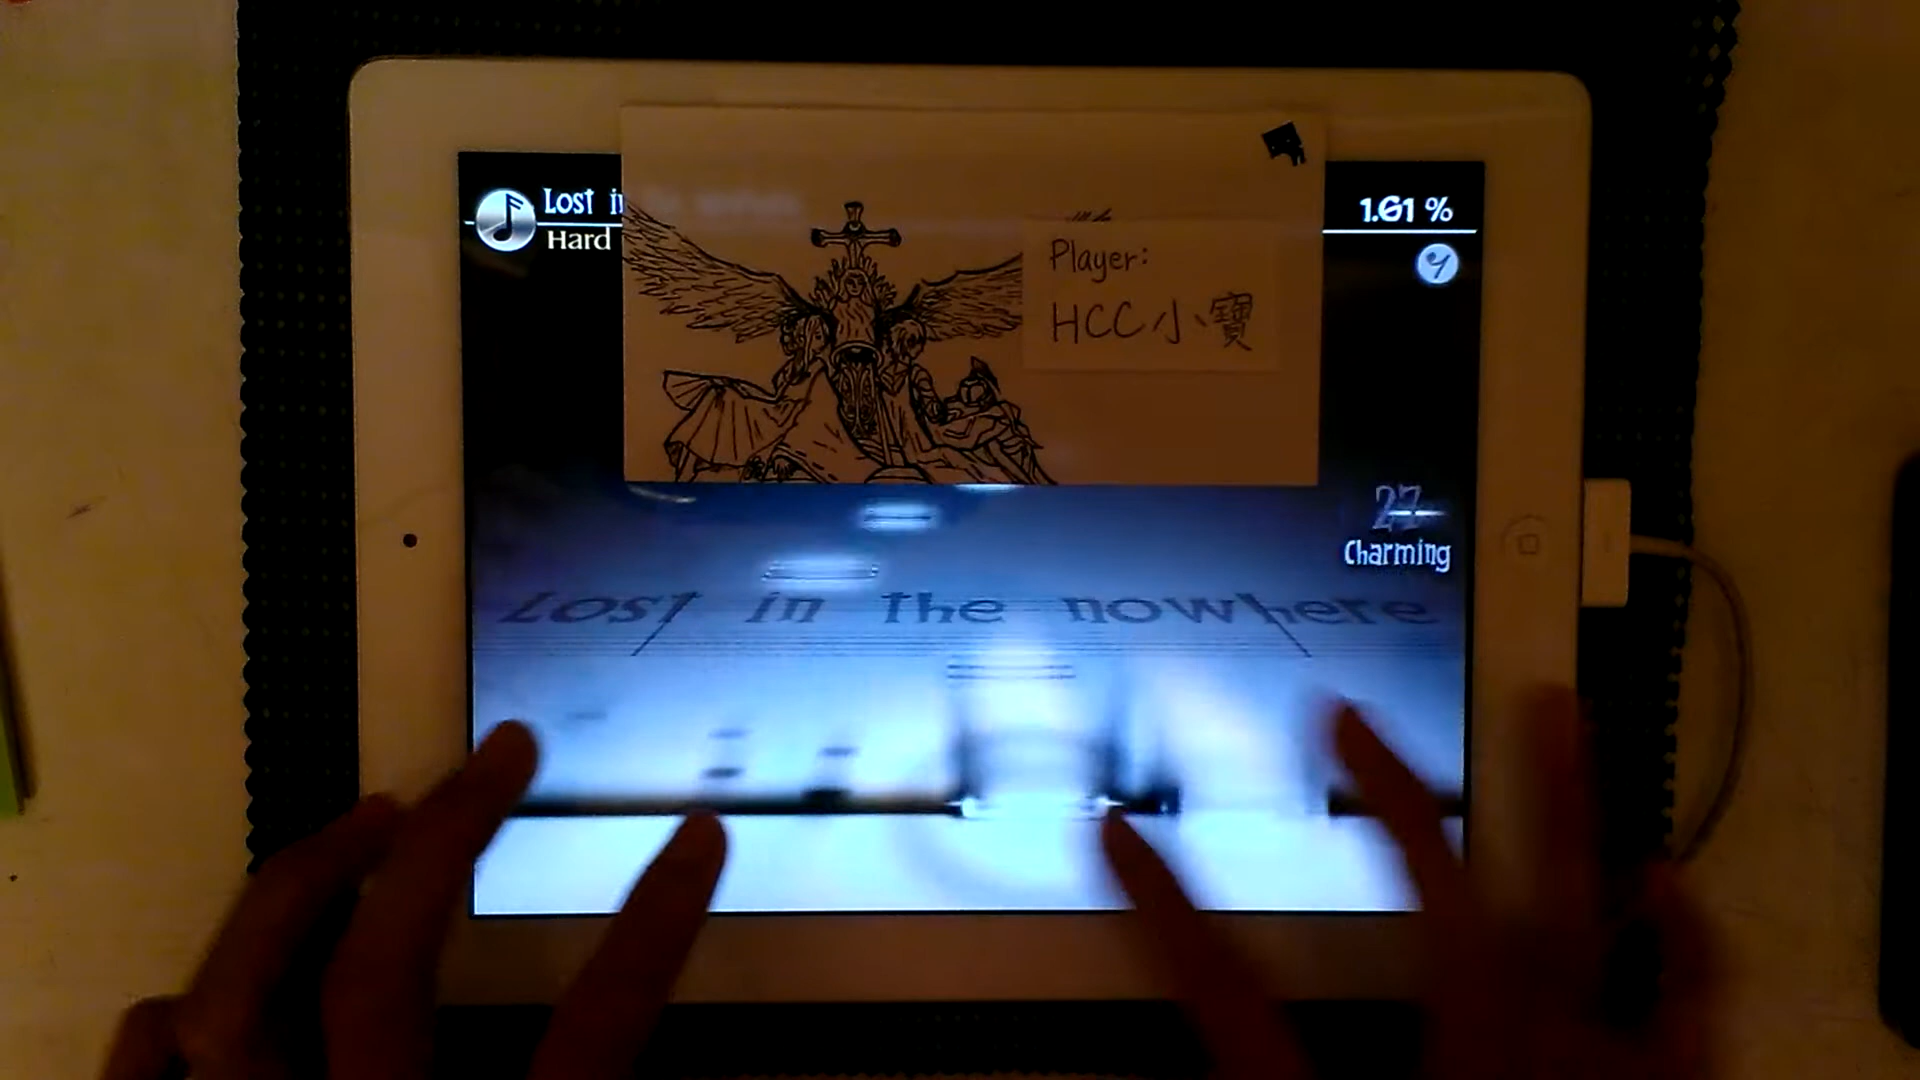 Lost in
Hard
1.61 %
Player:
HCC小寶
27
Charming
Lost in the nowhere